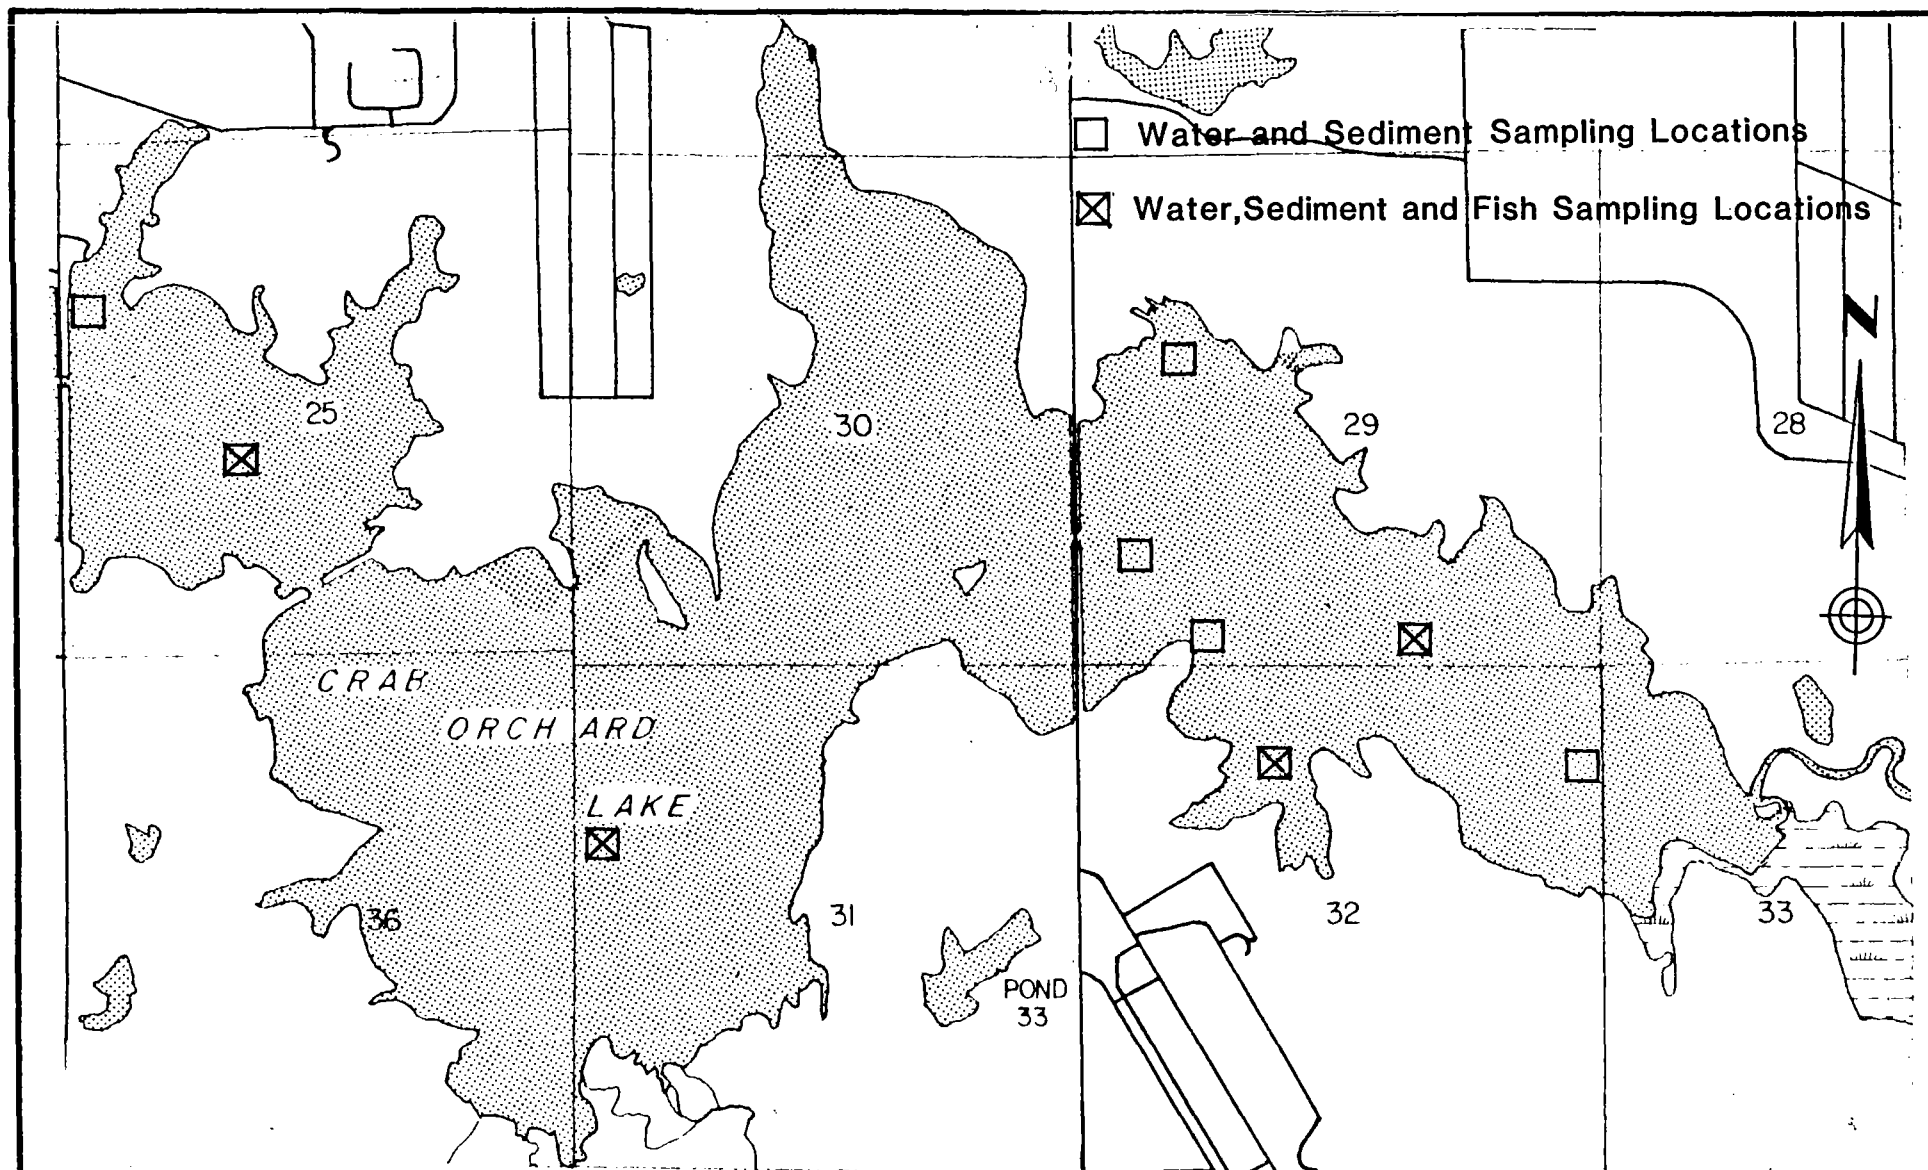 Water and Sediment Sampling Locations
Water,Sediment and Fish Sampling Locations
N
25
30
29
28
CRAB
ORCHARD
LAKE
36
31
32
33
POND
33